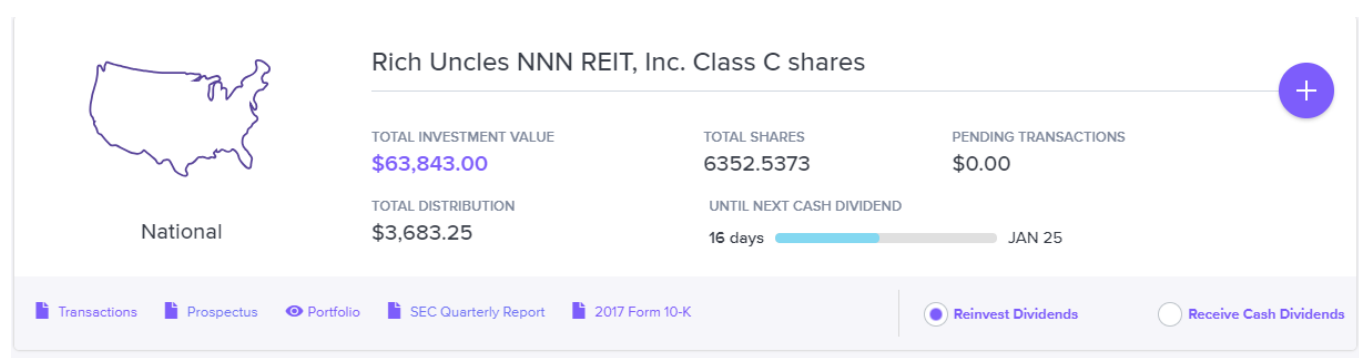 Rich Uncles NNN REIT, Inc. Class C shares
TOTAL INVESTMENT VALUE TOTAL SHARES PENDING TRANSACTIONS
$63,843.00 6352.5373 $0.00
TOTAL DISTRIBUTION UNTIL NEXT CASH DIVIDEND
National $3,683.25 16 days JAN 25
Transactions Prospectus Portfolio SEC Quarterly Report 2017 Form 10-K Reinvest Dividends Receive Cash Dividends